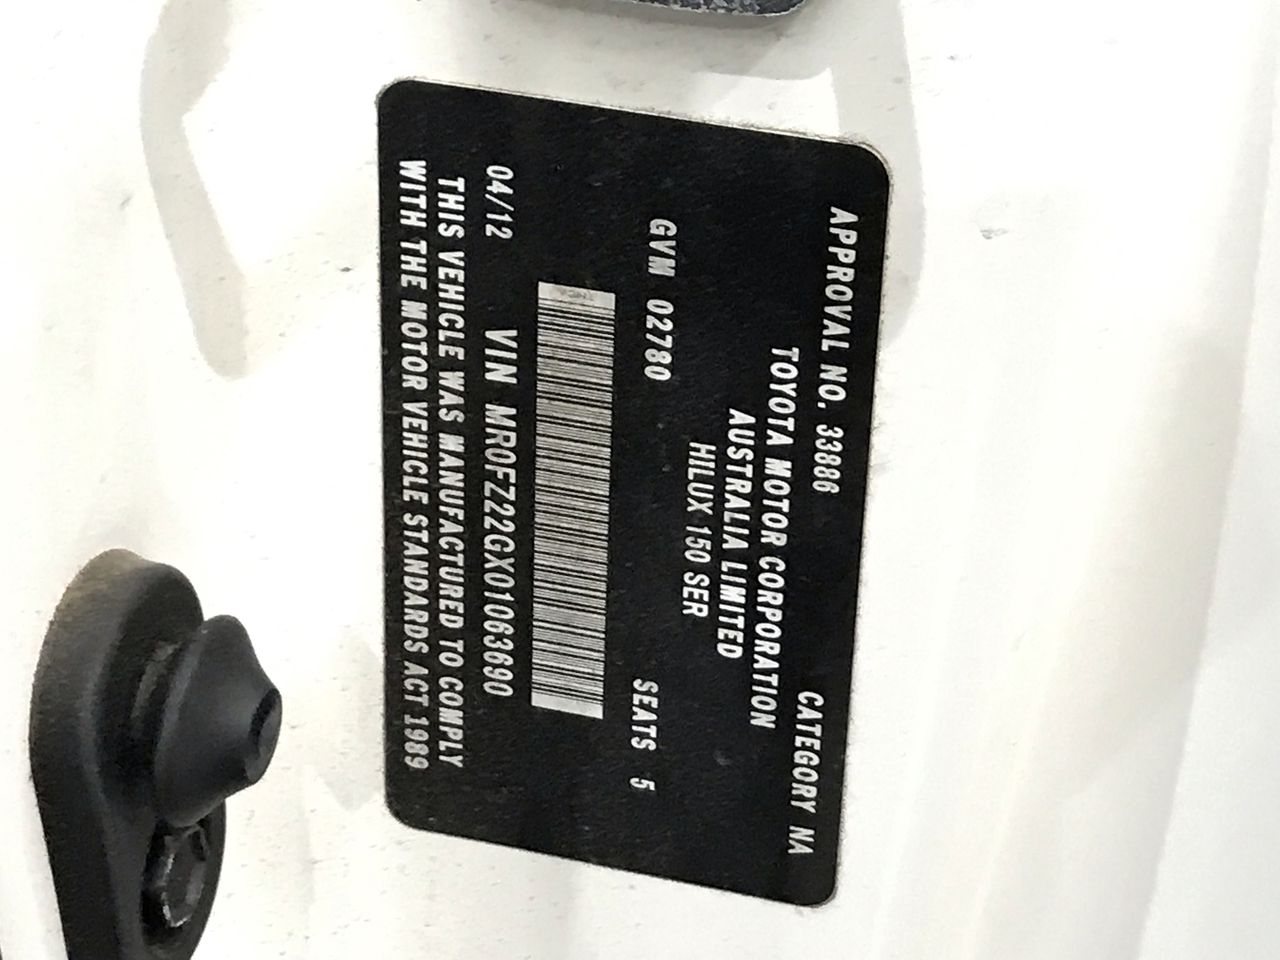 APPROVAL NO. 33886 CATEGORY NA
TOYOTA MOTOR CORPORATION
AUSTRALIA LIMITED
HILUX 150 SER
GVM 02780 SEATS 5
04/12 VIN MR0FZ22GX01063690
THIS VEHICLE WAS MANUFACTURED TO COMPLY
WITH THE MOTOR VEHICLE STANDARDS ACT 1989